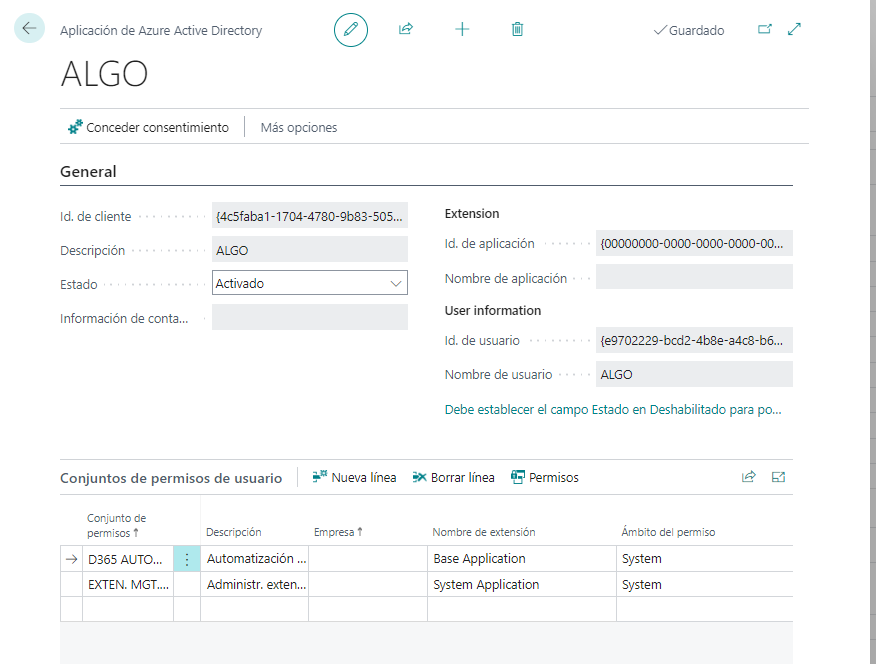 Aplicación de Azure Active Directory
Guardado
ALGO
Conceder consentimiento
Más opciones
General
Id. de cliente
{4c5faba1-1704-4780-9b83-505...
Descripción
ALGO
Estado
Activado
Información de conta...
Extension
Id. de aplicación
{00000000-0000-0000-0000-00...
Nombre de aplicación
User information
Id. de usuario
{e9702229-bcd2-4b8e-a4c8-b6...
Nombre de usuario
ALGO
Debe establecer el campo Estado en Deshabilitado para po...
Conjuntos de permisos de usuario
Nueva línea
Borrar línea
Permisos
Conjunto de
permisos ↑
Descripción
Empresa ↑
Nombre de extensión
Ámbito del permiso
D365 AUTO...
Automatización ...
Base Application
System
EXTEN. MGT....
Administr. exten...
System Application
System